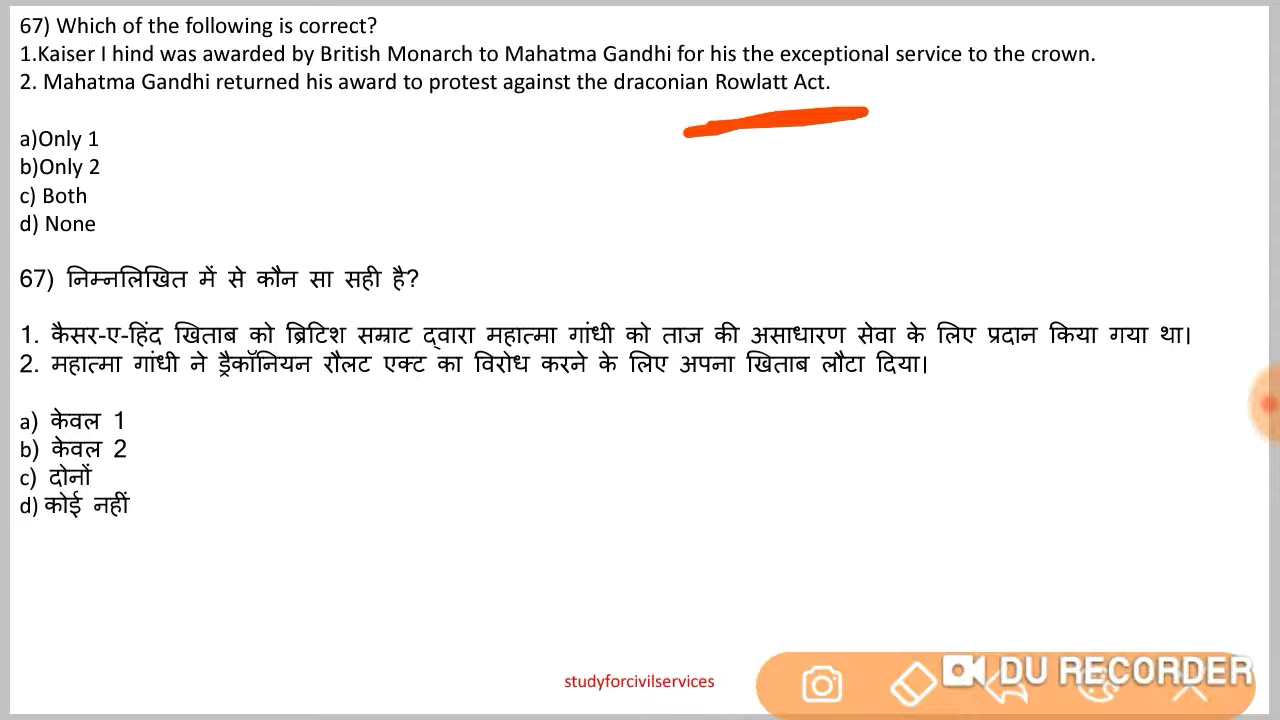 67) Which of the following is correct?
1.Kaiser I hind was awarded by British Monarch to Mahatma Gandhi for his the exceptional service to the crown.
2. Mahatma Gandhi returned his award to protest against the draconian Rowlatt Act.
a)Only 1
b)Only 2
c) Both
d) None
67) निम्नलिखित में से कौन सा सही है?
1. कैसर-ए-हिंद खिताब को ब्रिटिश सम्राट द्वारा महात्मा गांधी को ताज की असाधारण सेवा के लिए प्रदान किया गया था।
2. महात्मा गांधी ने ड्रैकॉनियन रौलट एक्ट का विरोध करने के लिए अपना खिताब लौटा दिया।
a) केवल 1
b) केवल 2
c) दोनों
d) कोई नहीं
studyforcivilservices
DU RECORDER